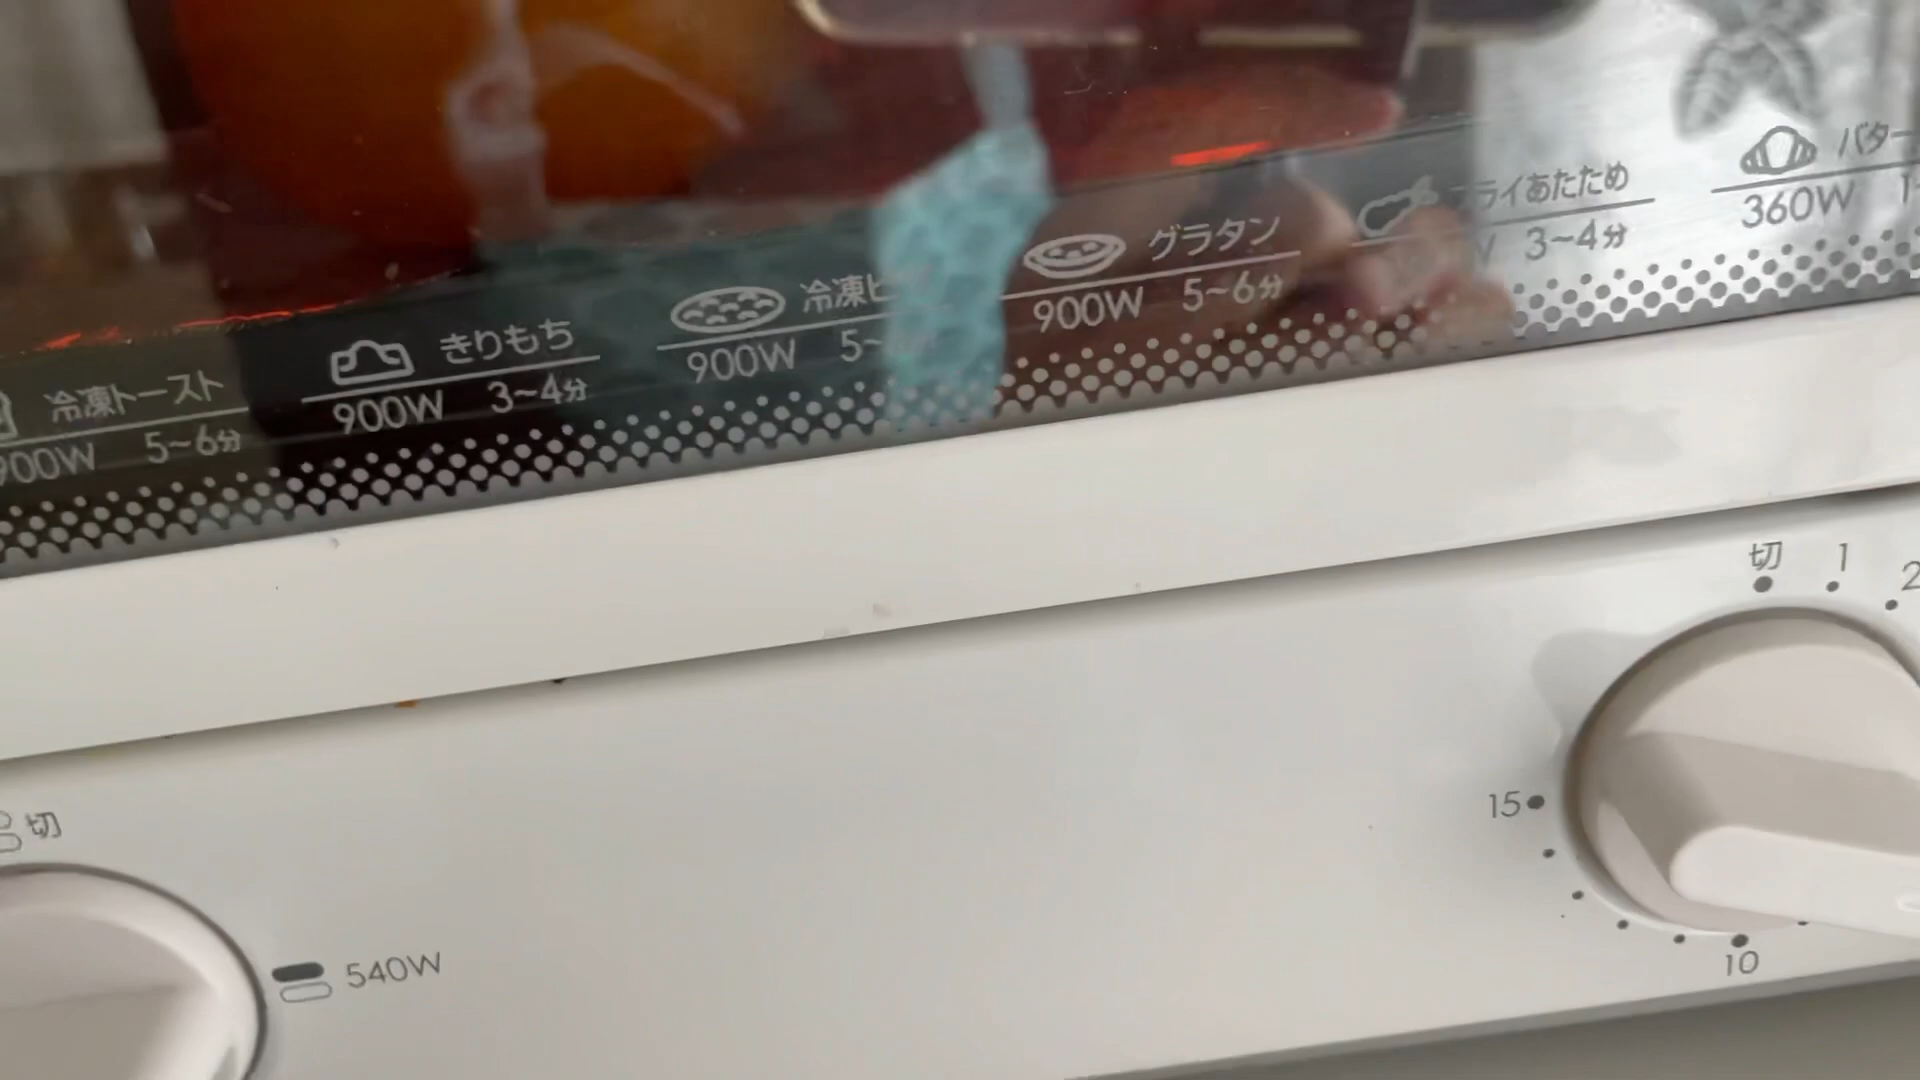 冷凍トースト
900W 5~6分
きりもち
900W 3~4分
冷凍
900W 5~
グラタン
900W 5~6分
フライあたため
3~4分
バター
360W
切 1 2
15
10
切
540W